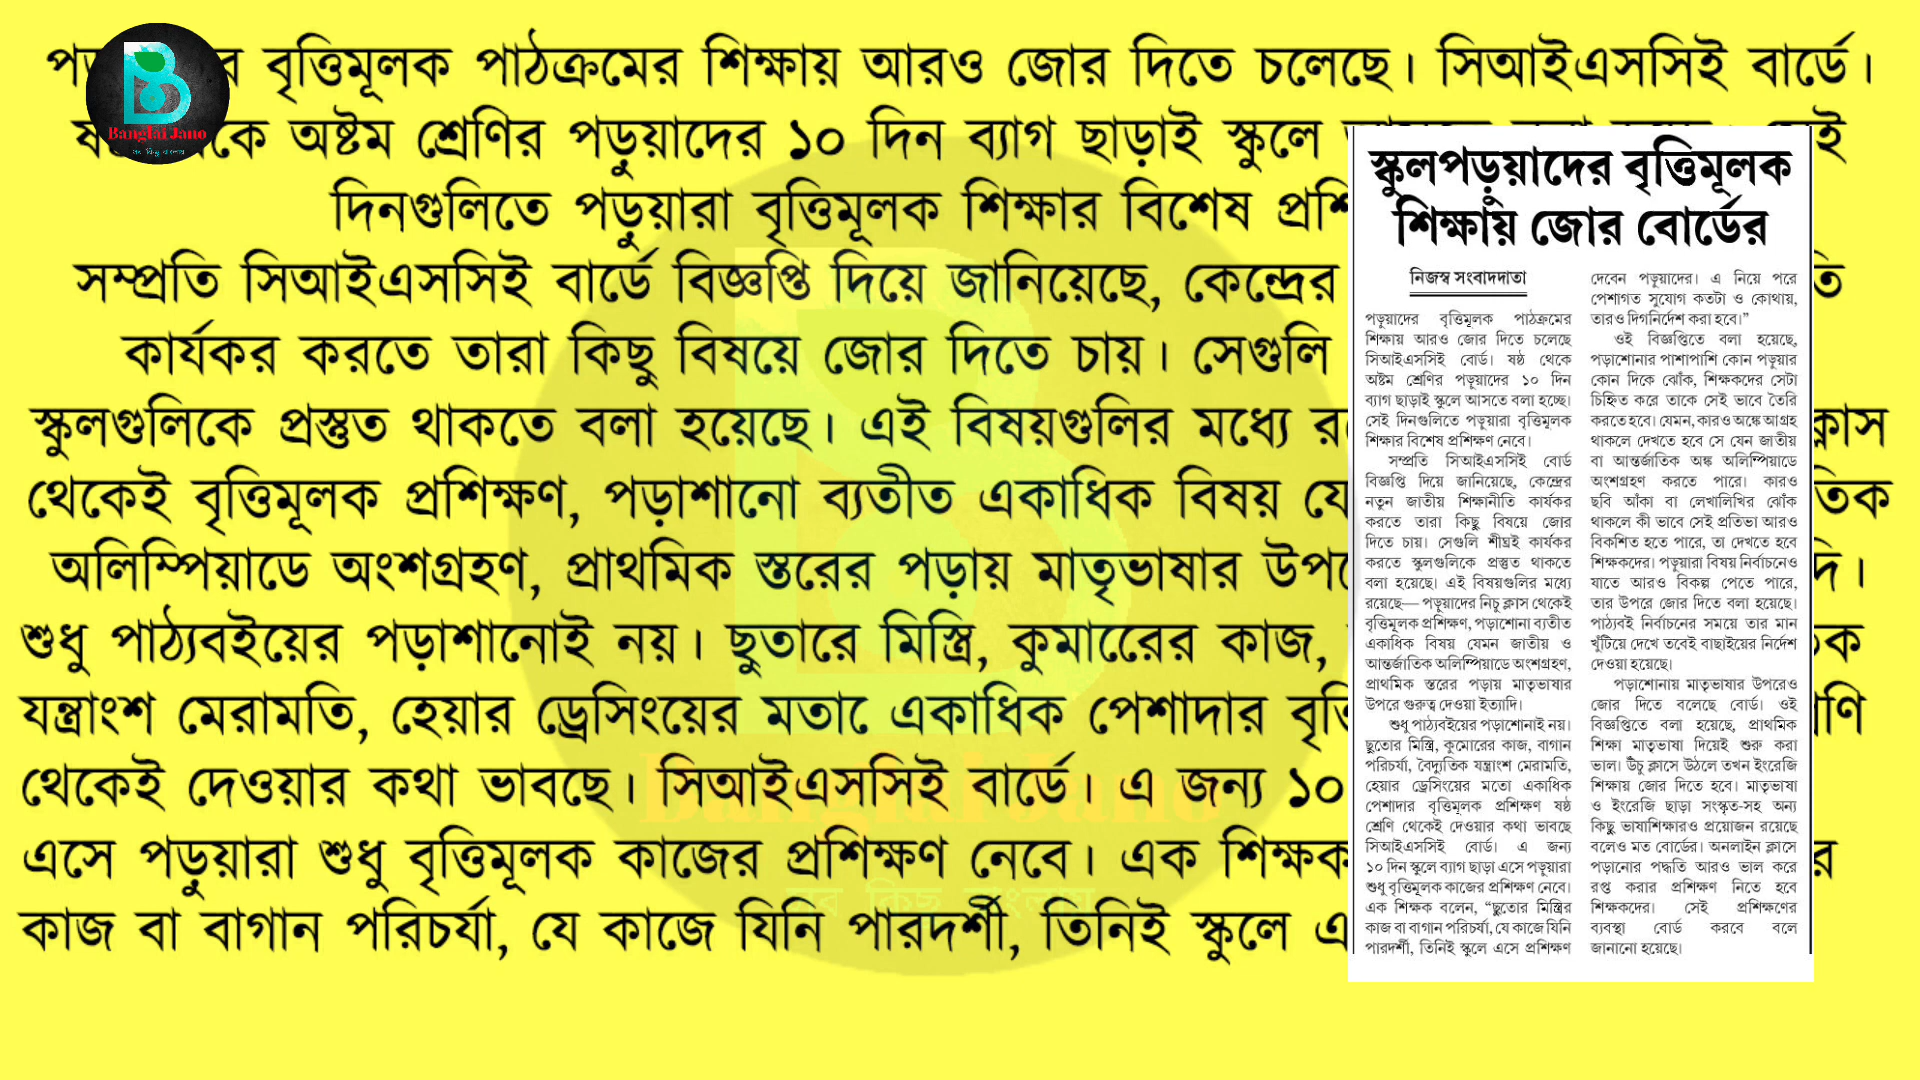 পড় র বৃত্তিমূলক পাঠক্রমের শিক্ষায় আরও জোর দিতে চলেছে। সিআইএসসিই বার্ডে।
ষ কে অষ্টম শ্রেণির পড়ুয়াদের ১০ দিন ব্যাগ ছাড়াই স্কুলে
দিনগুলিতে পড়ুয়ারা বৃত্তিমূলক শিক্ষার বিশেষ প্রশি
সম্প্রতি সিআইএসসিই বার্ডে বিজ্ঞপ্তি দিয়ে জানিয়েছে, কেন্দ্রের তি
কার্যকর করতে তারা কিছু বিষয়ে জোর দিতে চায়। সেগুলি
স্কুলগুলিকে প্রস্তুত থাকতে বলা হয়েছে। এই বিষয়গুলির মধ্যে র ক্লাস
থেকেই বৃত্তিমূলক প্রশিক্ষণ, পড়াশানো ব্যতীত একাধিক বিষয় যে তিক
অলিম্পিয়াডে অংশগ্রহণ, প্রাথমিক স্তরের পড়ায় মাতৃভাষার উপ দি।
শুধু পাঠ্যবইয়ের পড়াশানোই নয়। ছুতারে মিস্ত্রি, কুমারেের কাজ, ক
যন্ত্রাংশ মেরামতি, হেয়ার ড্রেসিংয়ের মতাে একাধিক পেশাদার বৃত্তি ণি
থেকেই দেওয়ার কথা ভাবছে। সিআইএসসিই বার্ডে। এ জন্য ১০
এসে পড়ুয়ারা শুধু বৃত্তিমূলক কাজের প্রশিক্ষণ নেবে। এক শিক্ষক র
কাজ বা বাগান পরিচর্যা, যে কাজে যিনি পারদর্শী, তিনিই স্কুলে এ
Banglai Jano
স্কুলপড়ুয়াদের বৃত্তিমূলক
শিক্ষায় জোর বোর্ডের
নিজস্ব সংবাদদাতা
পড়ুয়াদের বৃত্তিমূলক পাঠক্রমের
শিক্ষায় আরও জোর দিতে চলেছে
সিআইএসসিই বোর্ড। ষষ্ঠ থেকে
অষ্টম শ্রেণির পড়ুয়াদের ১০ দিন
ব্যাগ ছাড়াই স্কুলে আসতে বলা হচ্ছে।
সেই দিনগুলিতে পড়ুয়ারা বৃত্তিমূলক
শিক্ষার বিশেষ প্রশিক্ষণ নেবে।
সম্প্রতি সিআইএসসিই বোর্ড
বিজ্ঞপ্তি দিয়ে জানিয়েছে, কেন্দ্রের
নতুন জাতীয় শিক্ষানীতি কার্যকর
করতে তারা কিছু বিষয়ে জোর
দিতে চায়। সেগুলি শীঘ্রই কার্যকর
করতে স্কুলগুলিকে প্রস্তুত থাকতে
বলা হয়েছে। এই বিষয়গুলির মধ্যে
রয়েছে— পড়ুয়াদের নিচু ক্লাস থেকেই
বৃত্তিমূলক প্রশিক্ষণ, পড়াশোনা ব্যতীত
একাধিক বিষয় যেমন জাতীয় ও
আন্তর্জাতিক অলিম্পিয়াডে অংশগ্রহণ,
প্রাথমিক স্তরের পড়ায় মাতৃভাষার
উপরে গুরুত্ব দেওয়া ইত্যাদি।
শুধু পাঠ্যবইয়ের পড়াশোনাই নয়।
ছুতোর মিস্ত্রি, কুমোরের কাজ, বাগান
পরিচর্যা, বৈদ্যুতিক যন্ত্রাংশ মেরামতি,
হেয়ার ড্রেসিংয়ের মতো একাধিক
পেশাদার বৃত্তিমূলক প্রশিক্ষণ ষষ্ঠ
শ্রেণি থেকেই দেওয়ার কথা ভাবছে
সিআইএসসিই বোর্ড। এ জন্য
১০ দিন স্কুলে ব্যাগ ছাড়া এসে পড়ুয়ারা
শুধু বৃত্তিমূলক কাজের প্রশিক্ষণ নেবে।
এক শিক্ষক বলেন, “ছুতোর মিস্ত্রির
কাজ বা বাগান পরিচর্যা, যে কাজে যিনি
পারদর্শী, তিনিই স্কুলে এসে প্রশিক্ষণ
দেবেন পড়ুয়াদের। এ নিয়ে পরে
পেশাগত সুযোগ কতটা ও কোথায়,
তারও দিগনির্দেশ করা হবে।”
ওই বিজ্ঞপ্তিতে বলা হয়েছে,
পড়াশোনার পাশাপাশি কোন পড়ুয়ার
কোন দিকে ঝোঁক, শিক্ষকদের সেটা
চিহ্নিত করে তাকে সেই ভাবে তৈরি
করতে হবে। যেমন, কারও অঙ্কে আগ্রহ
থাকলে দেখতে হবে সে যেন জাতীয়
বা আন্তর্জাতিক অঙ্ক অলিম্পিয়াডে
অংশগ্রহণ করতে পারে। কারও
ছবি আঁকা বা লেখালিখির ঝোঁক
থাকলে কী ভাবে সেই প্রতিভা আরও
বিকশিত হতে পারে, তা দেখতে হবে
শিক্ষকদের। পড়ুয়ারা বিষয় নির্বাচনেও
যাতে আরও বিকল্প পেতে পারে,
তার উপরে জোর দিতে বলা হয়েছে।
পাঠ্যবই নির্বাচনের সময়ে তার মান
খুঁটিয়ে দেখে তবেই বাছাইয়ের নির্দেশ
দেওয়া হয়েছে।
পড়াশোনায় মাতৃভাষার উপরেও
জোর দিতে বলেছে বোর্ড। ওই
বিজ্ঞপ্তিতে বলা হয়েছে, প্রাথমিক
শিক্ষা মাতৃভাষা দিয়েই শুরু করা
ভাল। উঁচু ক্লাসে উঠলে তখন ইংরেজি
শিক্ষায় জোর দিতে হবে। মাতৃভাষা
ও ইংরেজি ছাড়া সংস্কৃত-সহ অন্য
কিছু ভাষাশিক্ষারও প্রয়োজন রয়েছে
বলেও মত বোর্ডের। অনলাইন ক্লাসে
পড়ানোর পদ্ধতি আরও ভাল করে
রপ্ত করার প্রশিক্ষণ নিতে হবে
শিক্ষকদের। সেই প্রশিক্ষণের
ব্যবস্থা বোর্ড করবে বলে
জানানো হয়েছে।